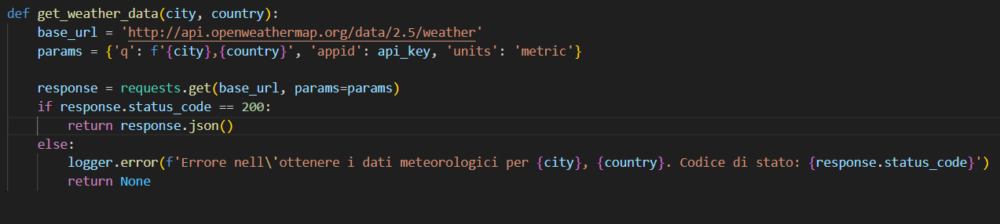 def get_weather_data(city, country):
    base_url = 'http://api.openweathermap.org/data/2.5/weather'
    params = {'q': f'{city},{country}', 'appid': api_key, 'units': 'metric'}

    response = requests.get(base_url, params=params)
    if response.status_code == 200:
        return response.json()
    else:
        logger.error(f'Errore nell\'ottenere i dati meteorologici per {city}, {country}. Codice di stato: {response.status_code}')
        return None